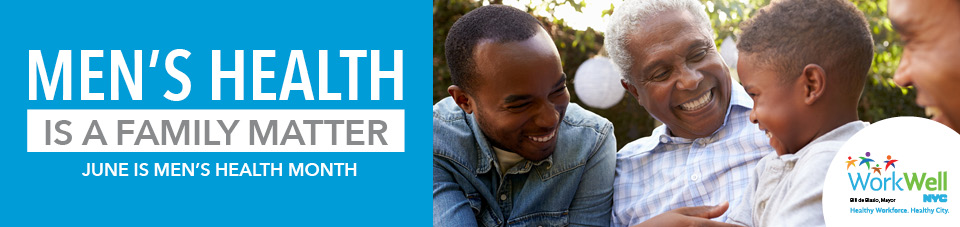 MEN'S HEALTH
IS A FAMILY MATTER
JUNE IS MEN'S HEALTH MONTH
WorkWell
NYC
Bill de Blasio, Mayor
Healthy Workforce. Healthy City.